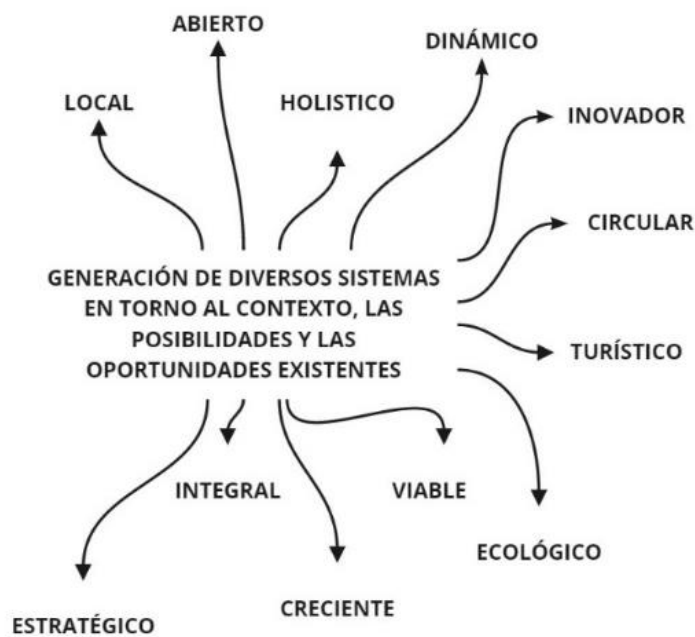 ABIERTO
DINÁMICO
LOCAL
HOLISTICO
INOVADOR
CIRCULAR
GENERACIÓN DE DIVERSOS SISTEMAS
EN TORNO AL CONTEXTO, LAS
POSIBILIDADES Y LAS
OPORTUNIDADES EXISTENTES
TURÍSTICO
INTEGRAL
VIABLE
ECOLÓGICO
CRECIENTE
ESTRATÉGICO